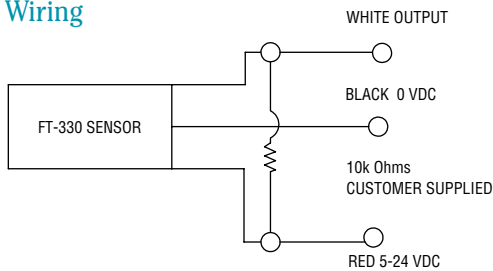 Wiring
WHITE OUTPUT
BLACK 0 VDC
FT-330 SENSOR
10k Ohms
CUSTOMER SUPPLIED
RED 5-24 VDC